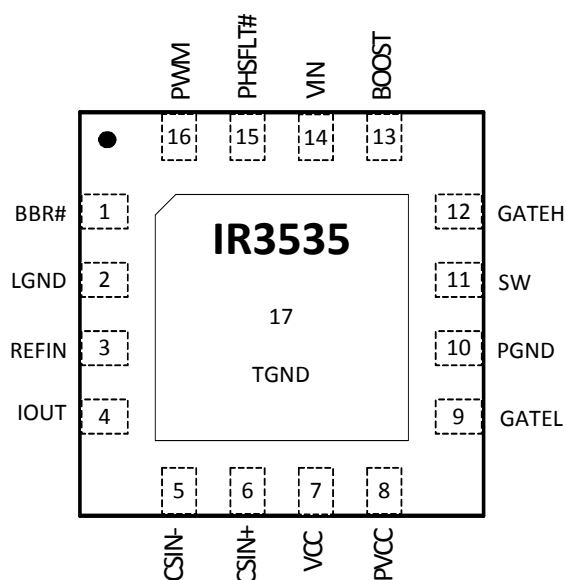 PWM
PHSFLT#
VIN
BOOST
16
15
14
13
BBR#
1
12
GATEH
LGND
2
11
SW
REFIN
3
10
PGND
IOUT
4
9
GATEL
IR3535
17
TGND
5
6
7
8
CSIN-
CSIN+
VCC
PVCC